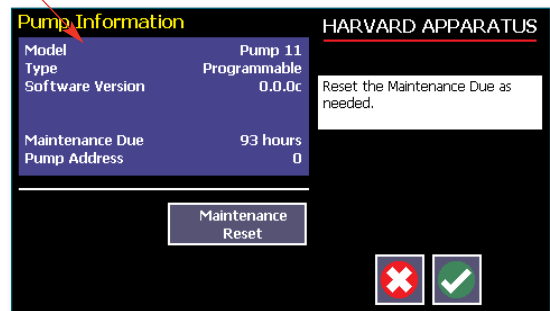 Pump Information
HARVARD APPARATUS
Model Pump 11
Type Programmable
Software Version 0.0.0c
Maintenance Due 93 hours
Pump Address 0
Reset the Maintenance Due as
needed.
Maintenance
Reset